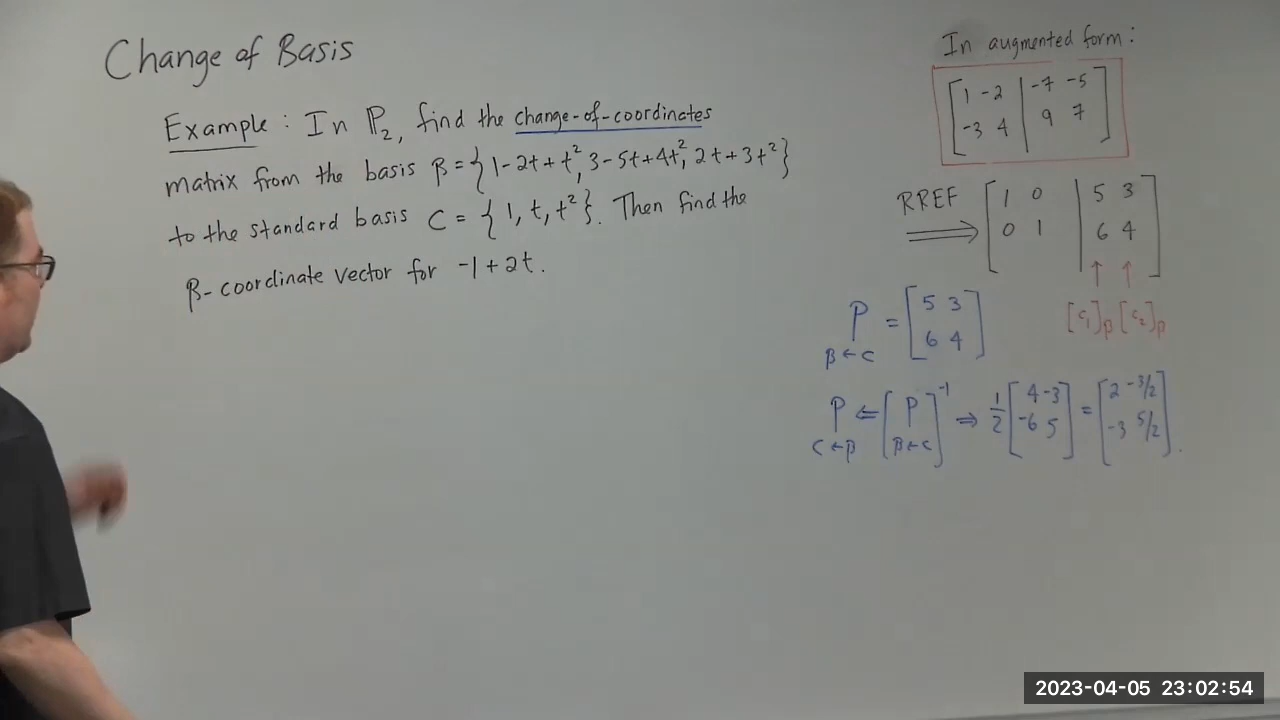 Change of Basis
Example: In P₂, find the change-of-coordinates
matrix from the basis β = {1-2t+t², 3-5t+4t², 2t+3t²}
to the standard basis C = {1, t, t²}. Then find the
β-coordinate vector for -1+2t.
In augmented form:
[1 -2 | -7 -5
-3 4 | 9 7]
RREF ⟹ [1 0 | 5 3
0 1 | 6 4]
↑ ↑
[c₁]β [c₂]β
P β←C = [5 3
6 4]
P C←β ⇐ [P β←C]⁻¹ ⇒ 1/2 [4 -3
-6 5] = [2 -3/2
-3 5/2].
2023-04-05 23:02:54